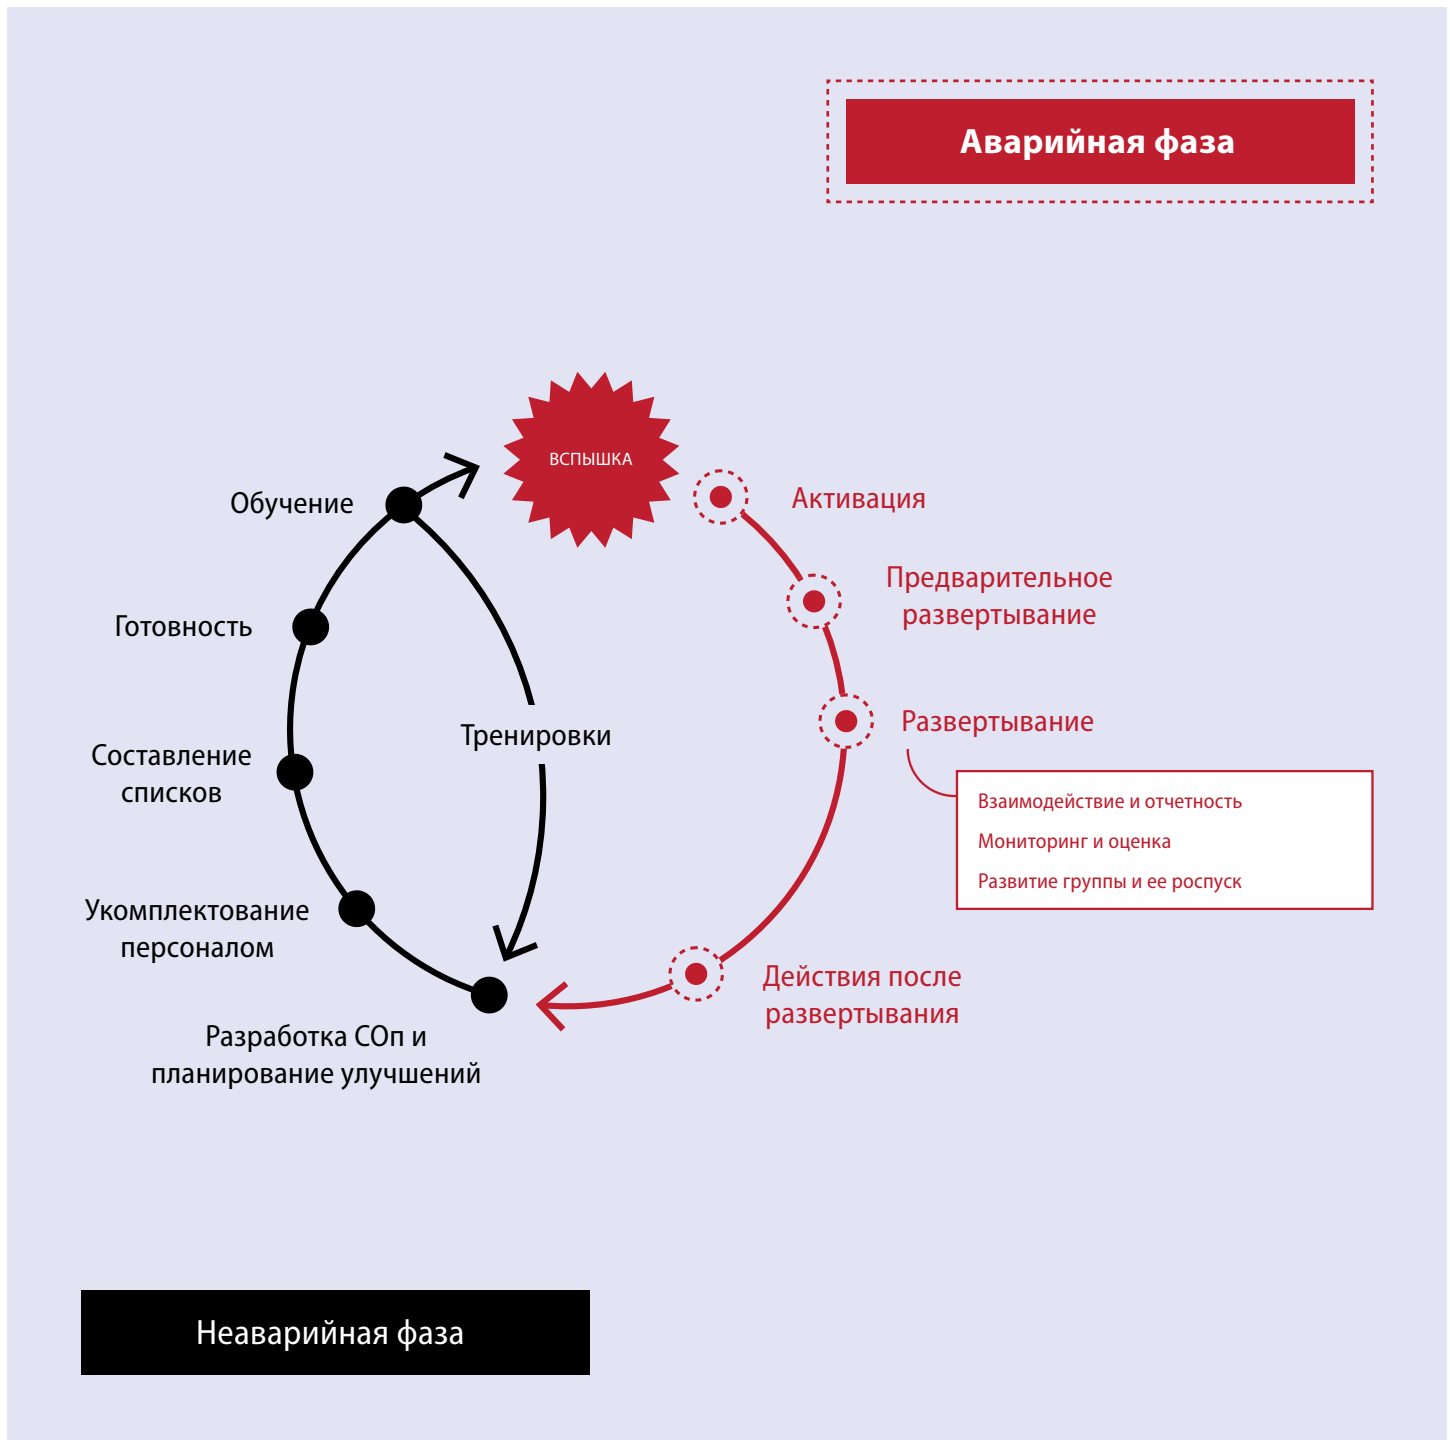 Аварийная фаза
ВСПЫШКА
Обучение
Активация
Предварительное
развертывание
Готовность
Развертывание
Тренировки
Составление
списков
Взаимодействие и отчетность
Мониторинг и оценка
Развитие группы и ее роспуск
Укомплектование
персоналом
Действия после
развертывания
Разработка СОп и
планирование улучшений
Неаварийная фаза